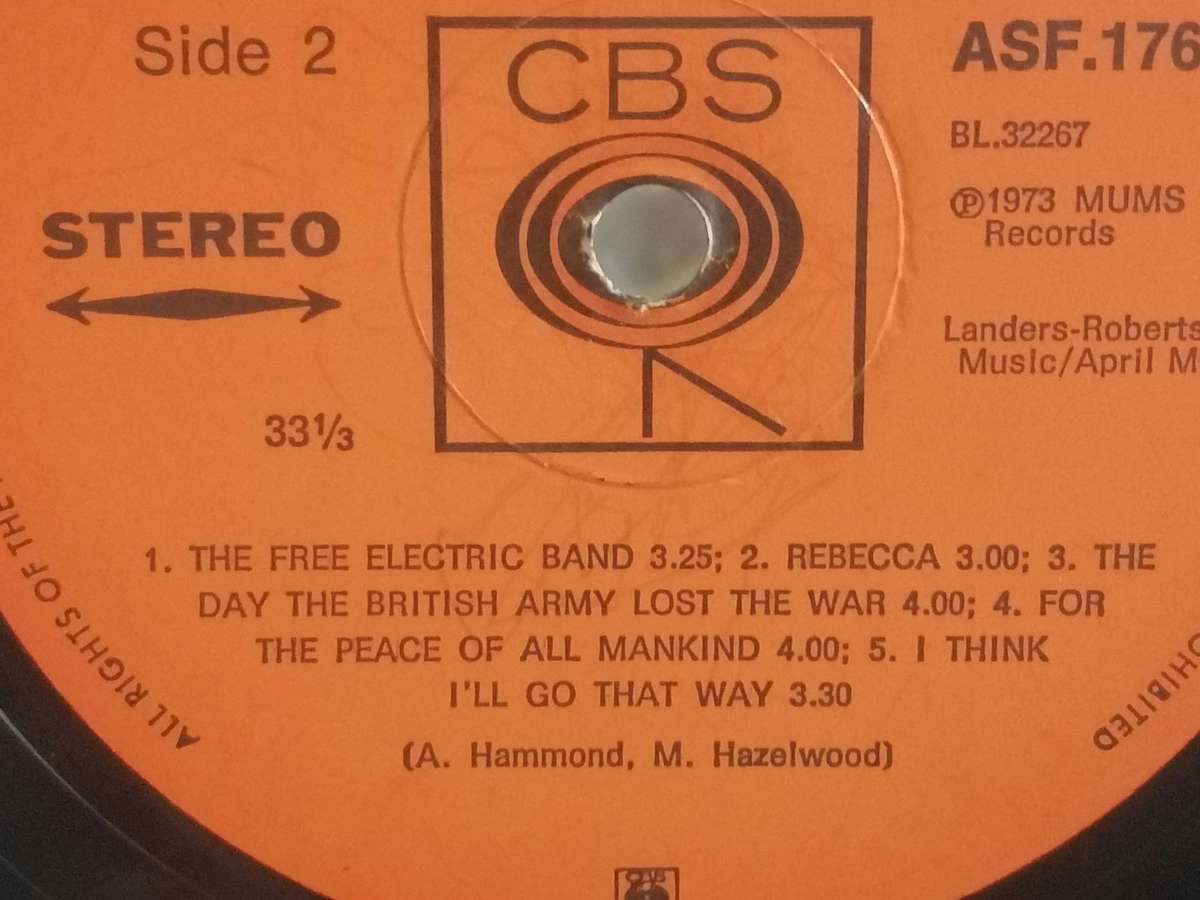 Side 2
CBS
ASF.176
BL.32267
Ⓟ1973 MUMS
Records
STEREO
Landers-Roberts
Music/April M
33⅓
1. THE FREE ELECTRIC BAND 3.25; 2. REBECCA 3.00; 3. THE
DAY THE BRITISH ARMY LOST THE WAR 4.00; 4. FOR
THE PEACE OF ALL MANKIND 4.00; 5. I THINK
I'LL GO THAT WAY 3.30
(A. Hammond, M. Hazelwood)
ALL RIGHTS OF THE
OHIBITED